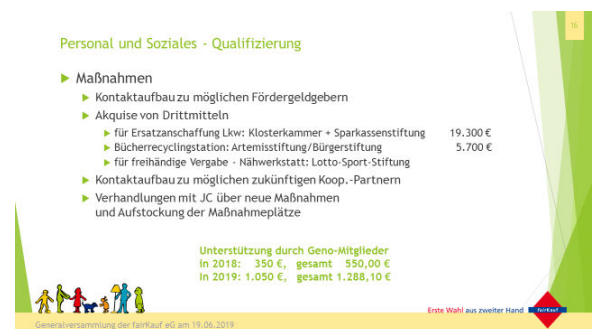 16
Personal und Soziales - Qualifizierung
Maßnahmen
Kontaktaufbau zu möglichen Fördergeldgebern
Akquise von Drittmitteln
für Ersatzanschaffung Lkw: Klosterkammer + Sparkassenstiftung 19.300 €
Bücherrecyclingstation: Artemisstiftung/Bürgerstiftung 5.700 €
für freihändige Vergabe - Nähwerkstatt: Lotto-Sport-Stiftung
Kontaktaufbau zu möglichen zukünftigen Koop.-Partnern
Verhandlungen mit JC über neue Maßnahmen
und Aufstockung der Maßnahmeplätze
Unterstützung durch Geno-Mitglieder
in 2018: 350 €, gesamt 550,00 €
in 2019: 1.050 €, gesamt 1.288,10 €
Erste Wahl aus zweiter Hand fairKauf
Generalversammlung der fairKauf eG am 19.06.2019